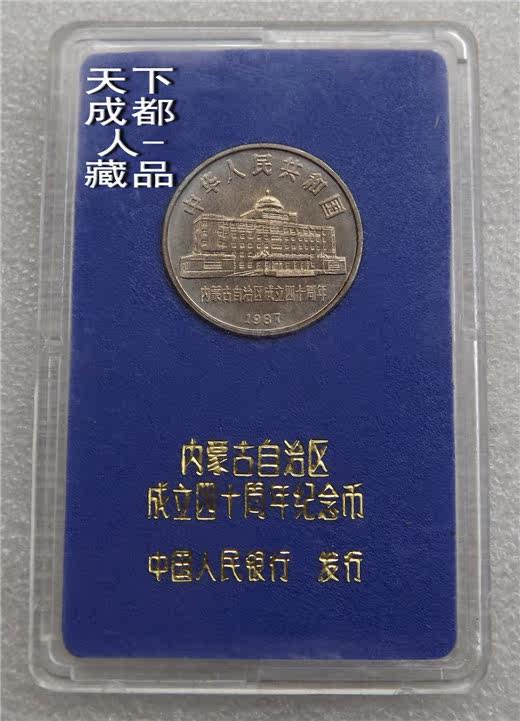 天下
成都
人-
藏品
中华人民共和国
内蒙古自治区成立四十周年
1987
内蒙古自治区
成立四十周年纪念币
中国人民银行 发行